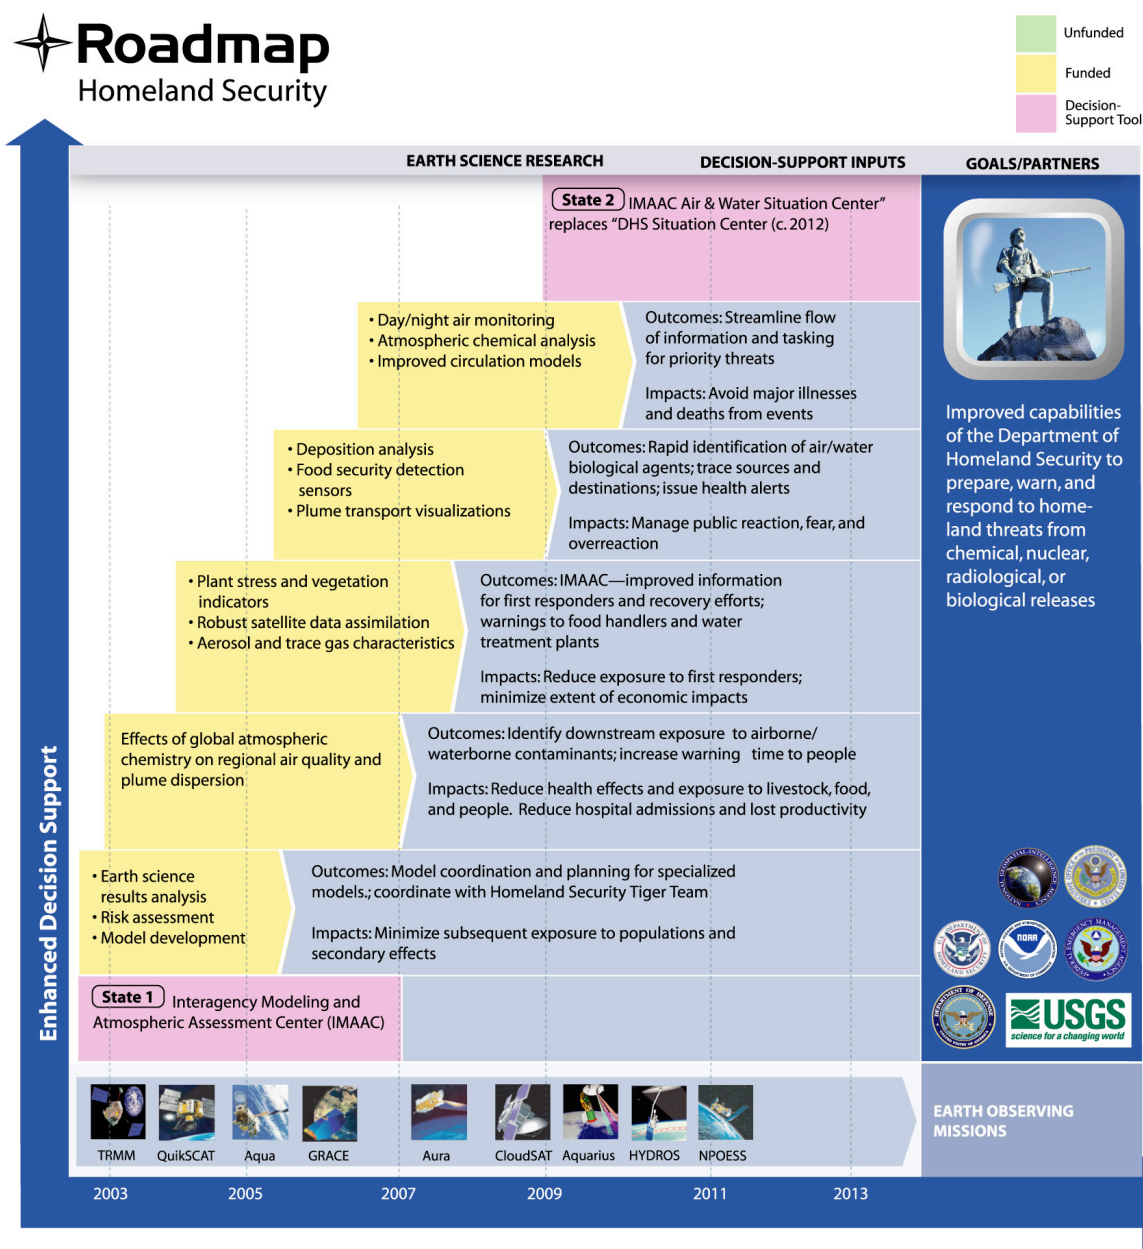 Roadmap
Homeland Security
Unfunded
Funded
Decision-
Support Tool
EARTH SCIENCE RESEARCH
DECISION-SUPPORT INPUTS
GOALS/PARTNERS
State 2 IMAAC Air & Water Situation Center”
replaces “DHS Situation Center (c. 2012)
• Day/night air monitoring
• Atmospheric chemical analysis
• Improved circulation models
Outcomes: Streamline flow
of information and tasking
for priority threats
Impacts: Avoid major illnesses
and deaths from events
• Deposition analysis
• Food security detection
sensors
• Plume transport visualizations
Outcomes: Rapid identification of air/water
biological agents; trace sources and
destinations; issue health alerts
Impacts: Manage public reaction, fear, and
overreaction
• Plant stress and vegetation
indicators
• Robust satellite data assimilation
• Aerosol and trace gas characteristics
Outcomes: IMAAC—improved information
for first responders and recovery efforts;
warnings to food handlers and water
treatment plants
Impacts: Reduce exposure to first responders;
minimize extent of economic impacts
Effects of global atmospheric
chemistry on regional air quality and
plume dispersion
Outcomes: Identify downstream exposure to airborne/
waterborne contaminants; increase warning time to people
Impacts: Reduce health effects and exposure to livestock, food,
and people. Reduce hospital admissions and lost productivity
• Earth science
results analysis
• Risk assessment
• Model development
Outcomes: Model coordination and planning for specialized
models.; coordinate with Homeland Security Tiger Team
Impacts: Minimize subsequent exposure to populations and
secondary effects
State 1 Interagency Modeling and
Atmospheric Assessment Center (IMAAC)
Improved capabilities
of the Department of
Homeland Security to
prepare, warn, and
respond to home-
land threats from
chemical, nuclear,
radiological, or
biological releases
NOAA
USGS
science for a changing world
Enhanced Decision Support
TRMM
QuikSCAT
Aqua
GRACE
Aura
CloudSAT
Aquarius
HYDROS
NPOESS
EARTH OBSERVING
MISSIONS
2003
2005
2007
2009
2011
2013